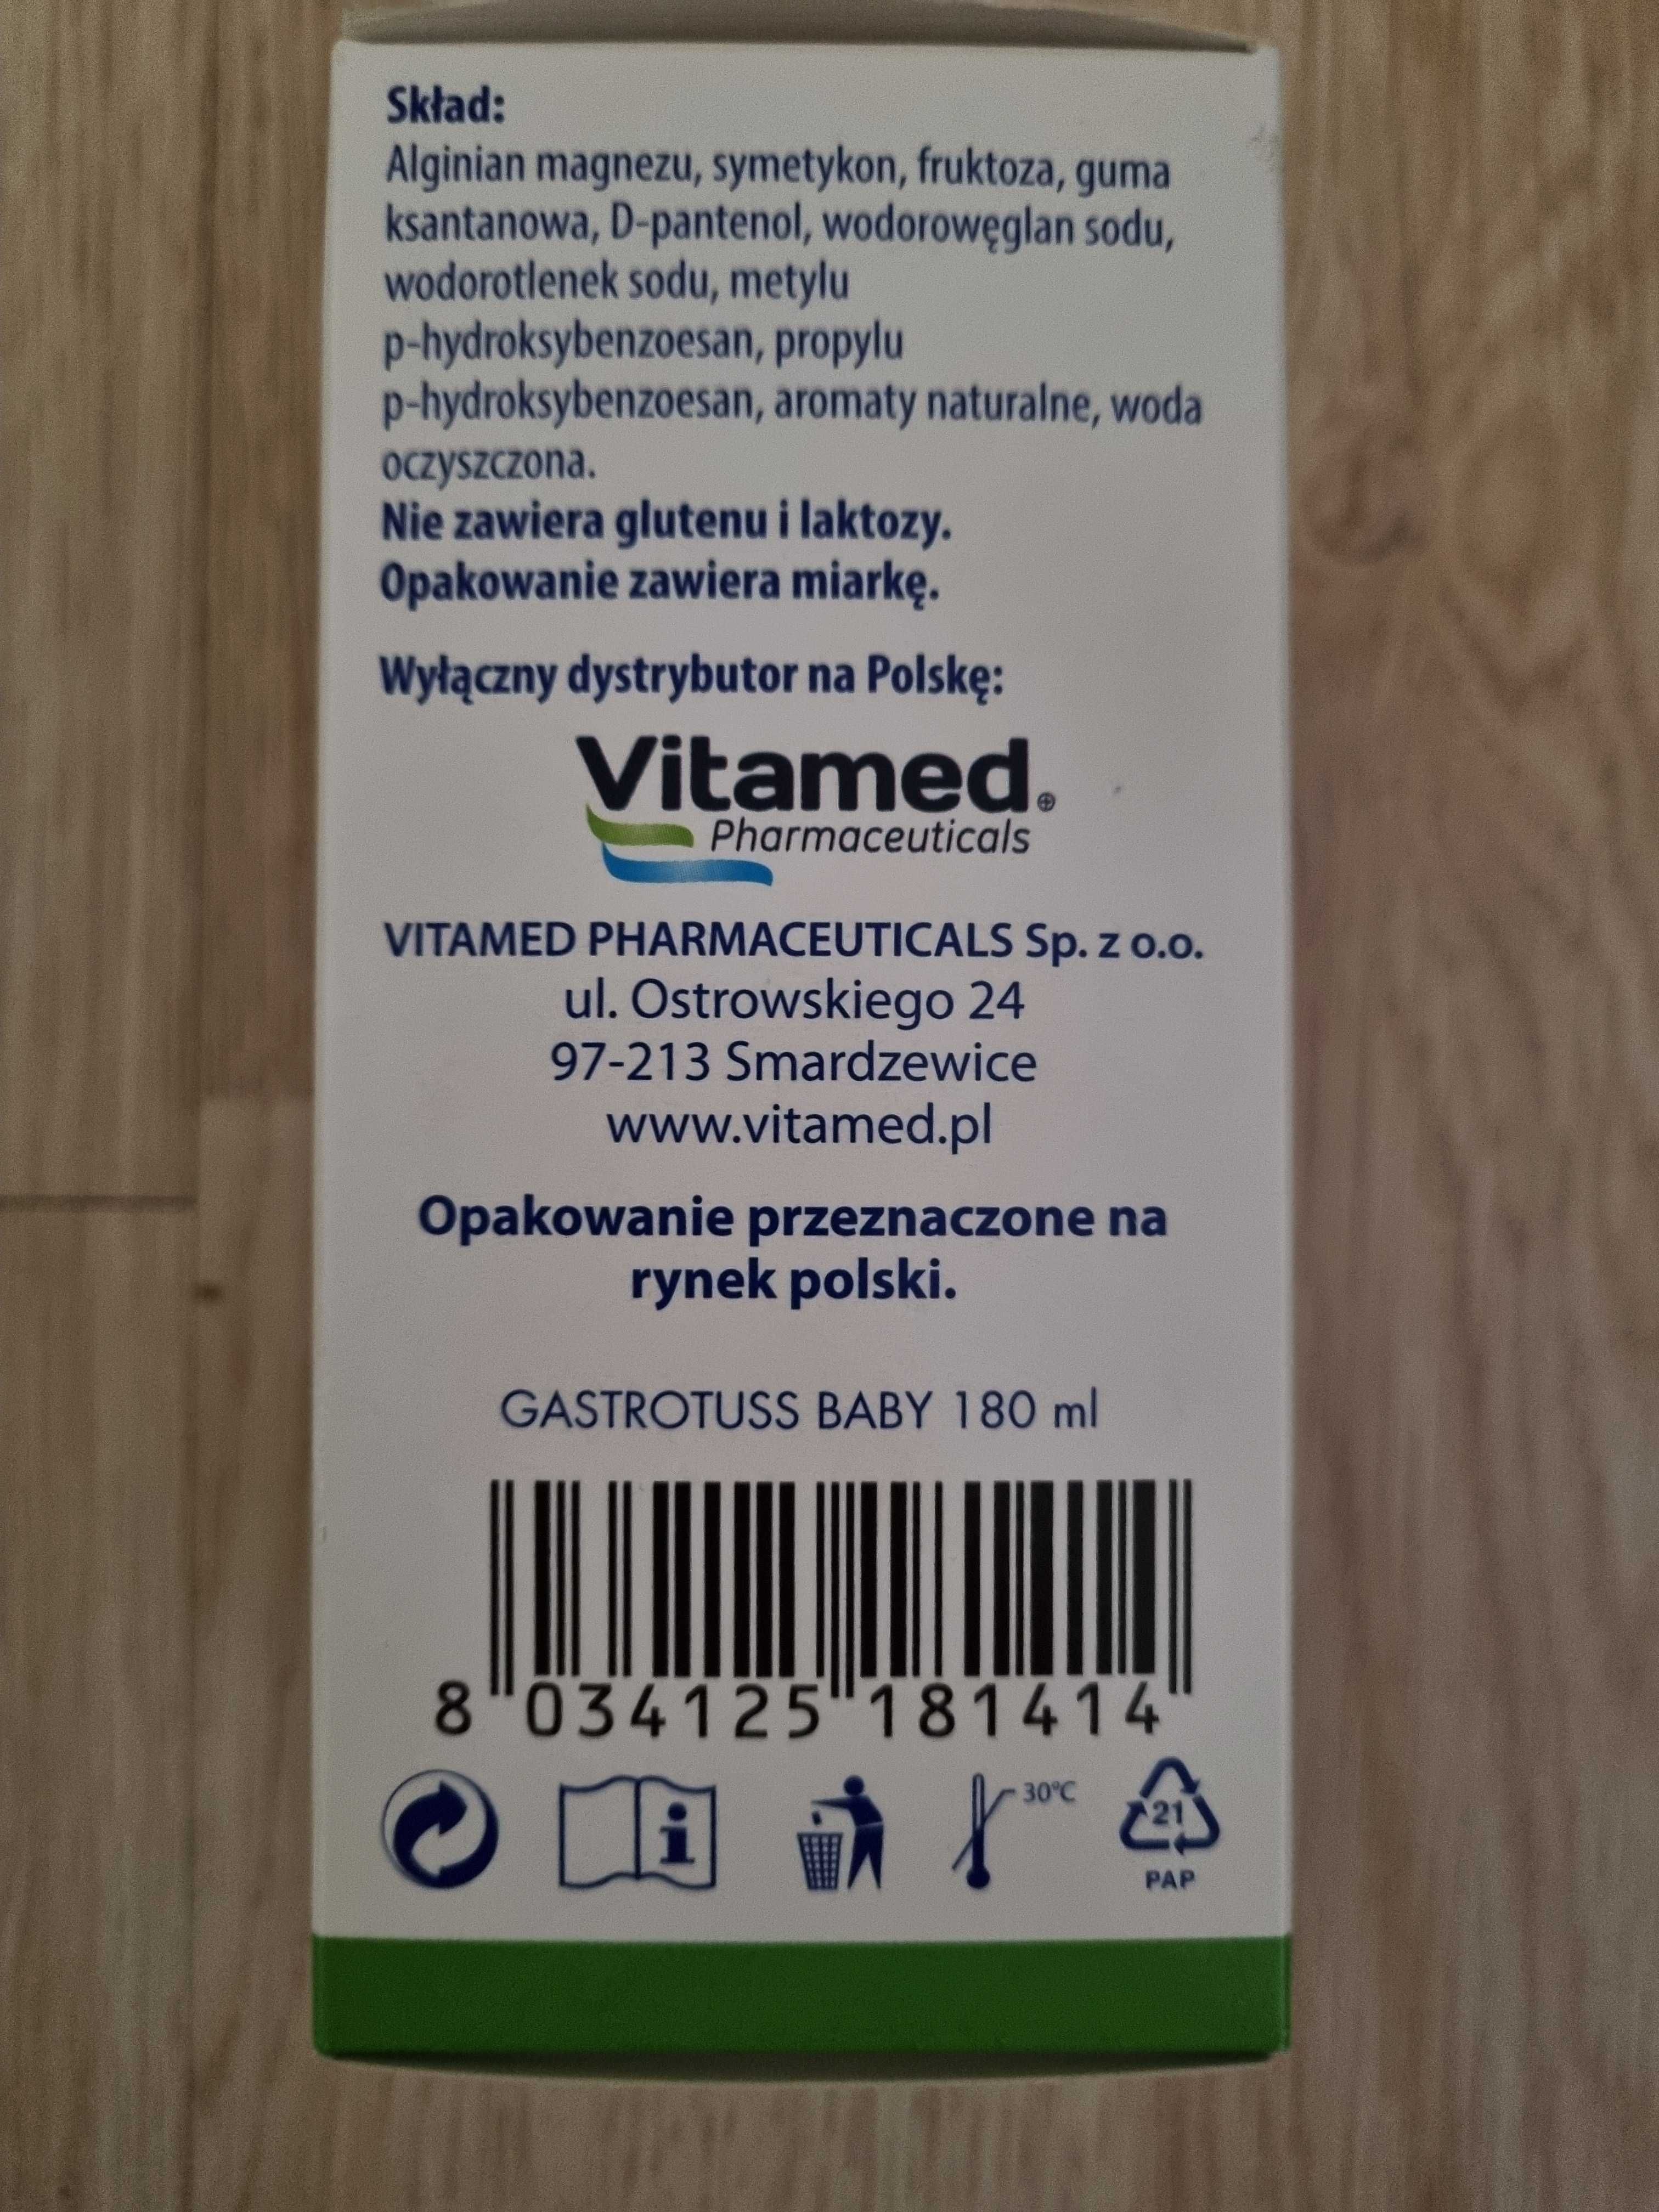 Skład:
Alginian magnezu, symetykon, fruktoza, guma
ksantanowa, D-pantenol, wodorowęglan sodu,
wodorotlenek sodu, metylu
p-hydroksybenzoesan, propylu
p-hydroksybenzoesan, aromaty naturalne, woda
oczyszczona.
Nie zawiera glutenu i laktozy.
Opakowanie zawiera miarkę.
Wyłączny dystrybutor na Polskę:
Vitamed
Pharmaceuticals
VITAMED PHARMACEUTICALS Sp. z o.o.
ul. Ostrowskiego 24
97-213 Smardzewice
www.vitamed.pl
Opakowanie przeznaczone na
rynek polski.
GASTROTUSS BABY 180 ml
8 034125 181414
30°C
21
PAP